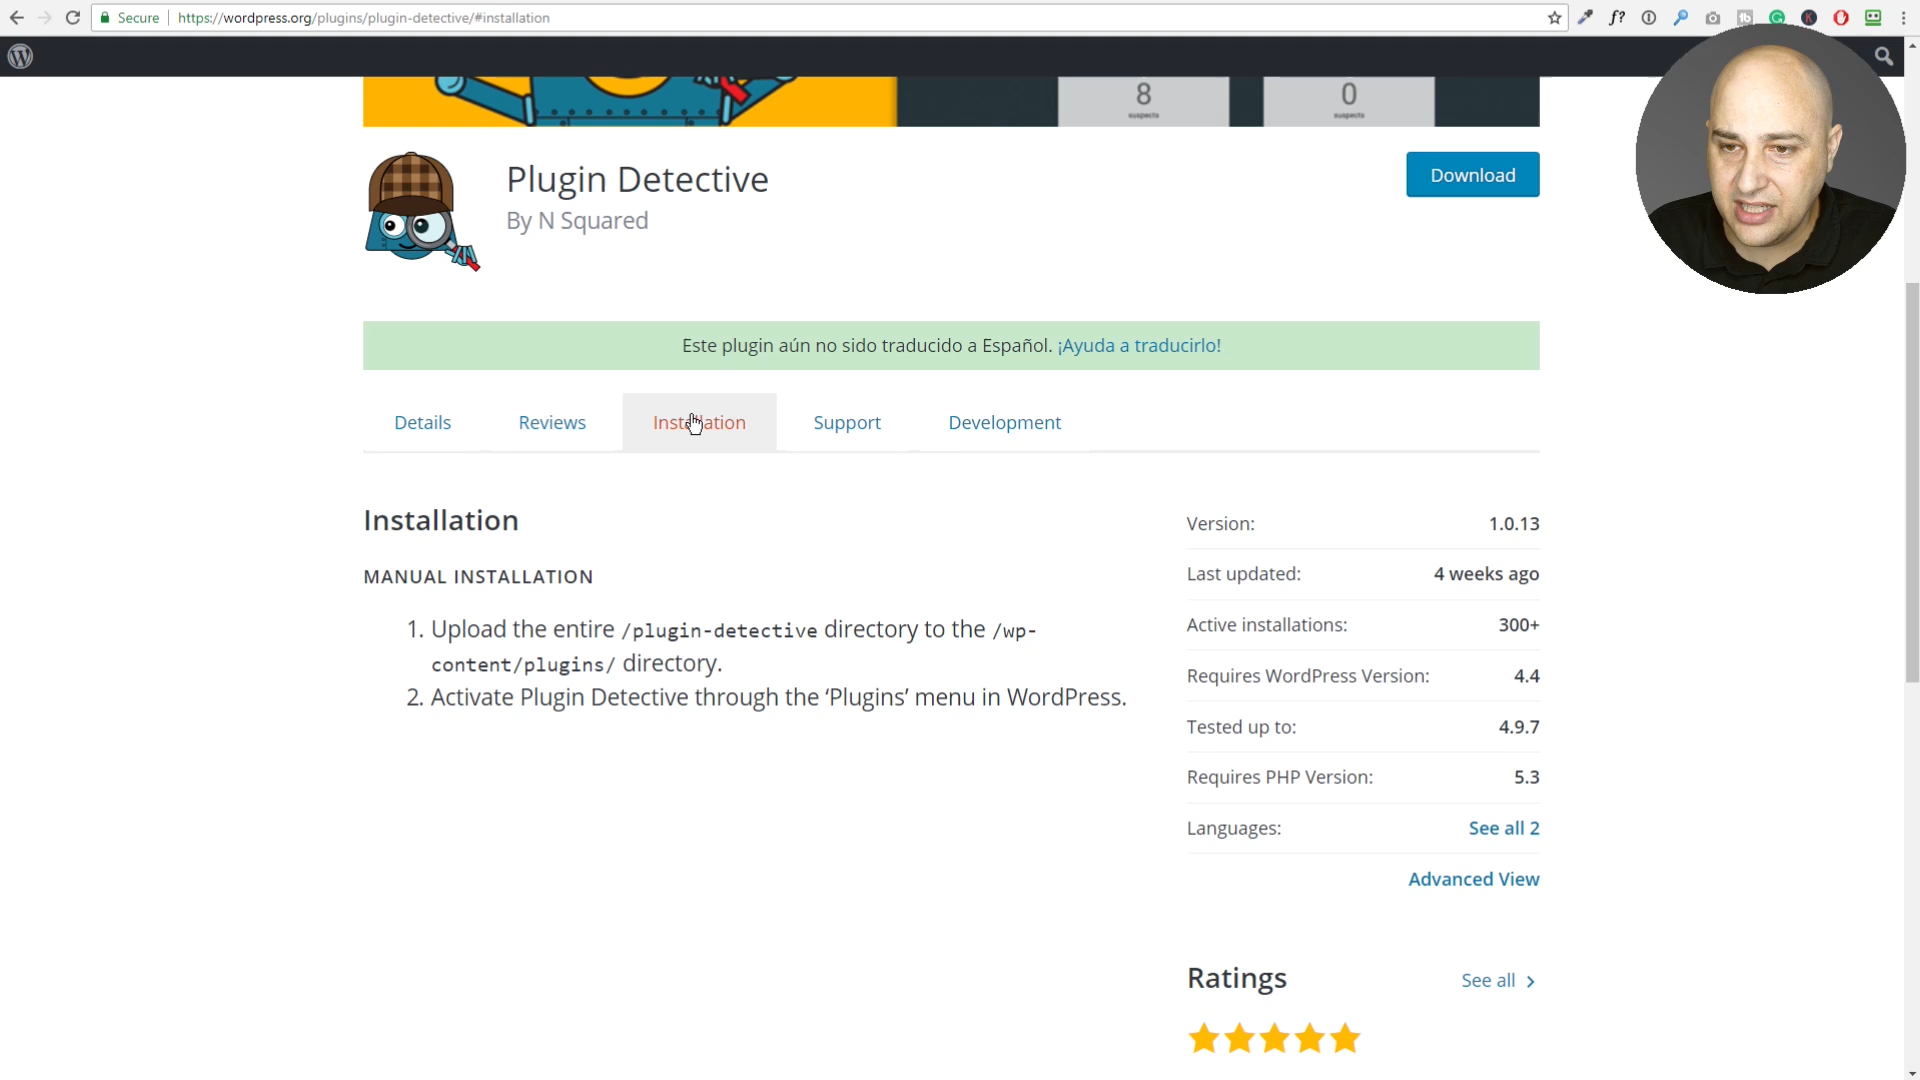 Secure
https://wordpress.org/plugins/plugin-detective/#installation
f?
8
suspects
0
suspects
Plugin Detective
By N Squared
Download
Este plugin aún no sido traducido a Español. ¡Ayuda a traducirlo!
Details
Reviews
Installation
Support
Development
Installation
MANUAL INSTALLATION
1. Upload the entire /plugin-detective directory to the /wp-
content/plugins/ directory.
2. Activate Plugin Detective through the ‘Plugins’ menu in WordPress.
Version: 1.0.13
Last updated: 4 weeks ago
Active installations: 300+
Requires WordPress Version: 4.4
Tested up to: 4.9.7
Requires PHP Version: 5.3
Languages: See all 2
Advanced View
Ratings
See all